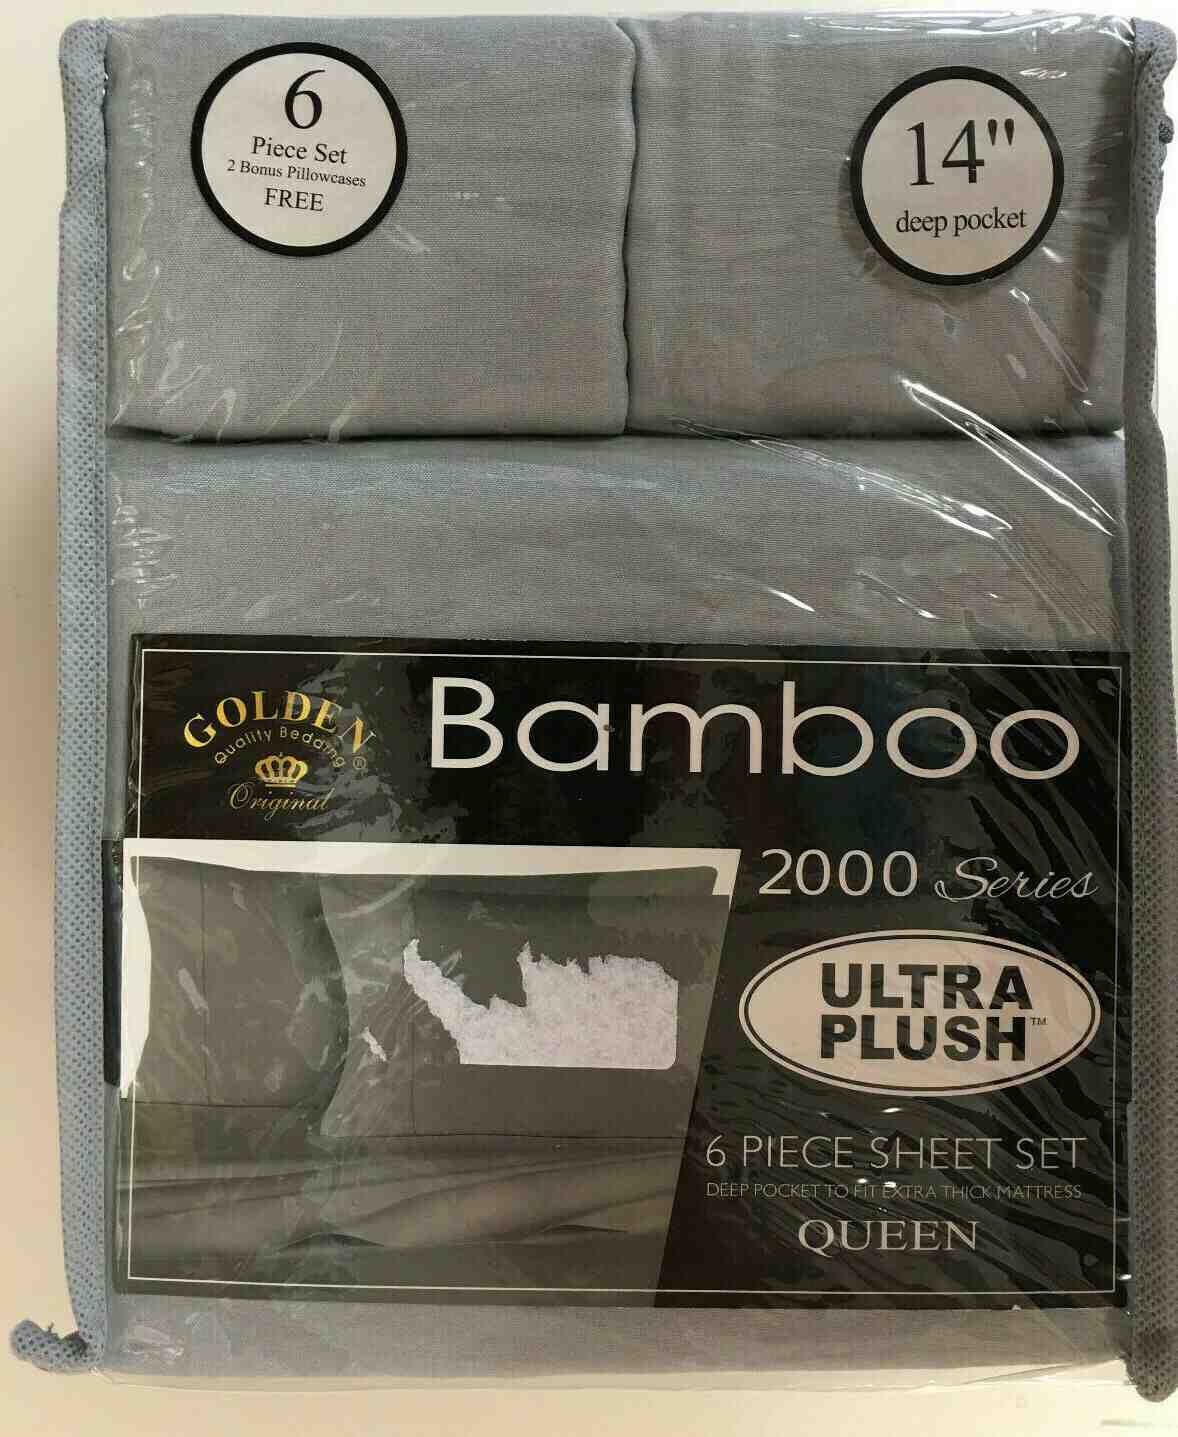 6
Piece Set
2 Bonus Pillowcases
FREE
14"
deep pocket
GOLDEN
Quality Bedding
®
Original
Bamboo
2000 Series
ULTRA
PLUSH™
6 PIECE SHEET SET
DEEP POCKET TO FIT EXTRA THICK MATTRESS
QUEEN